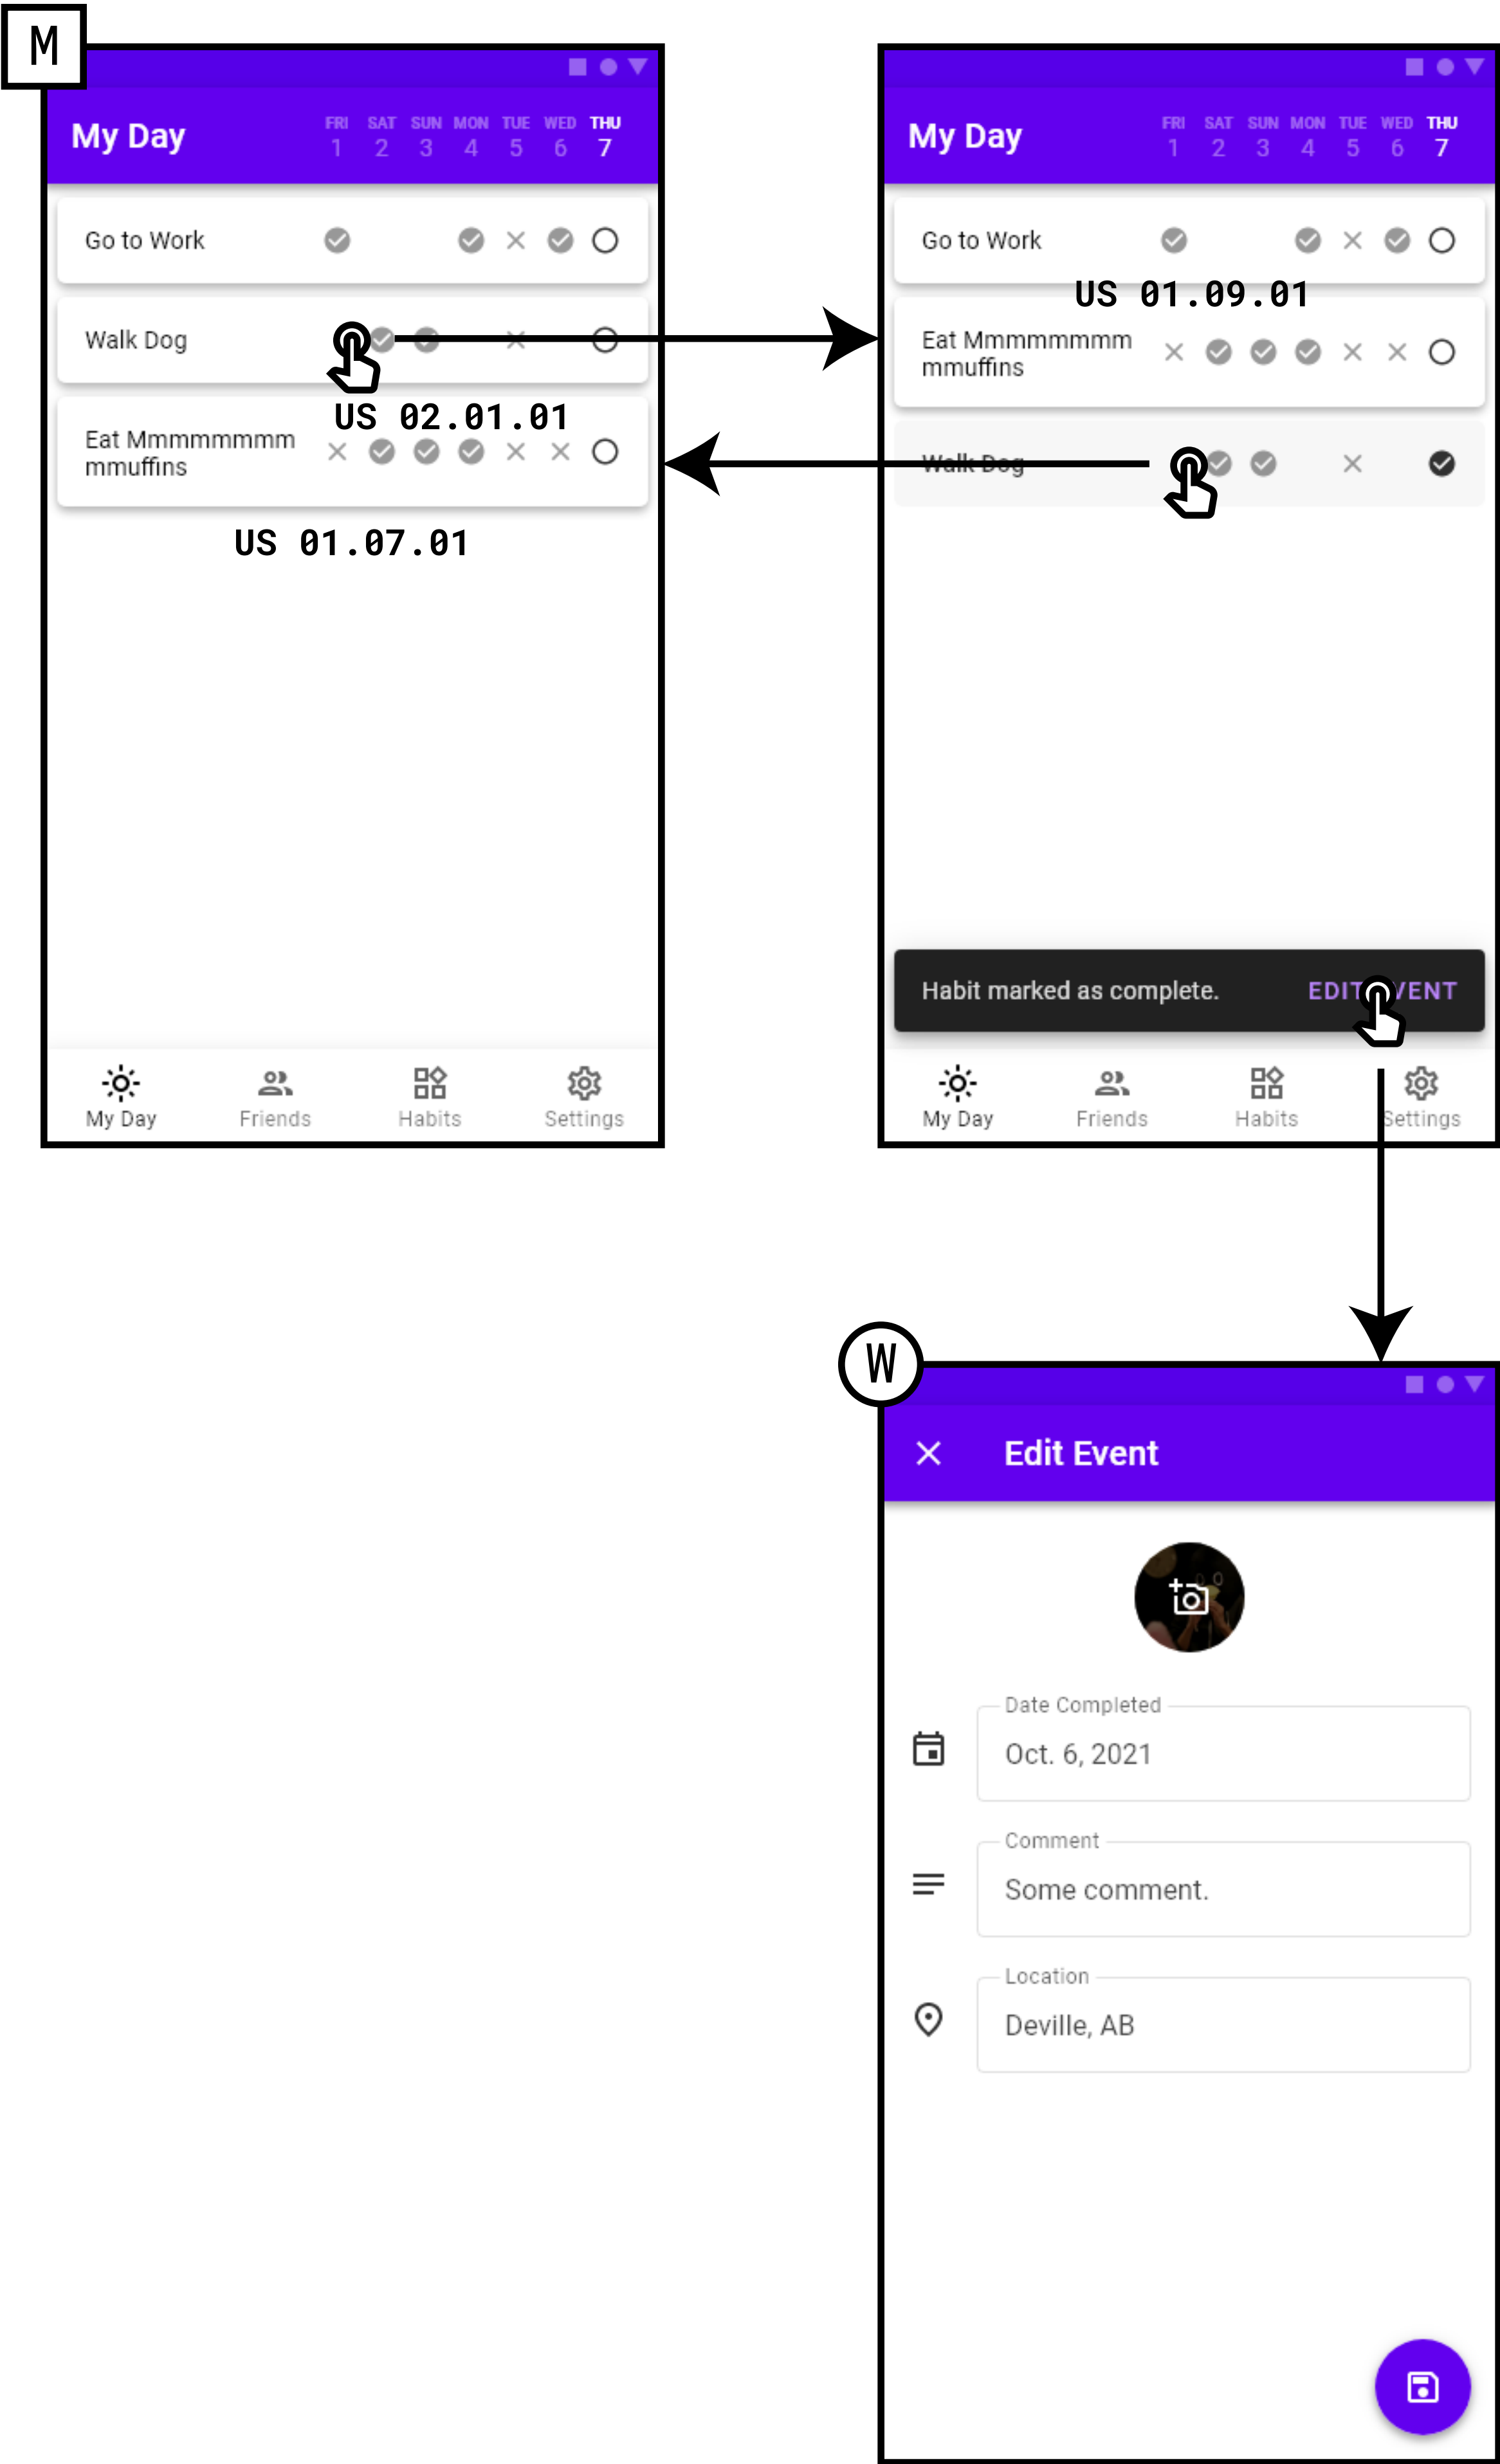 M
My Day
FRI SAT SUN MON TUE WED THU
1 2 3 4 5 6 7
Go to Work
Walk Dog
US 02.01.01
Eat Mmmmmmmm
mmuffins
US 01.07.01
My Day Friends Habits Settings
My Day
FRI SAT SUN MON TUE WED THU
1 2 3 4 5 6 7
Go to Work
US 01.09.01
Eat Mmmmmmmm
mmuffins
Walk Dog
Habit marked as complete. EDIT EVENT
My Day Friends Habits Settings
W
Edit Event
Date Completed
Oct. 6, 2021
Comment
Some comment.
Location
Deville, AB